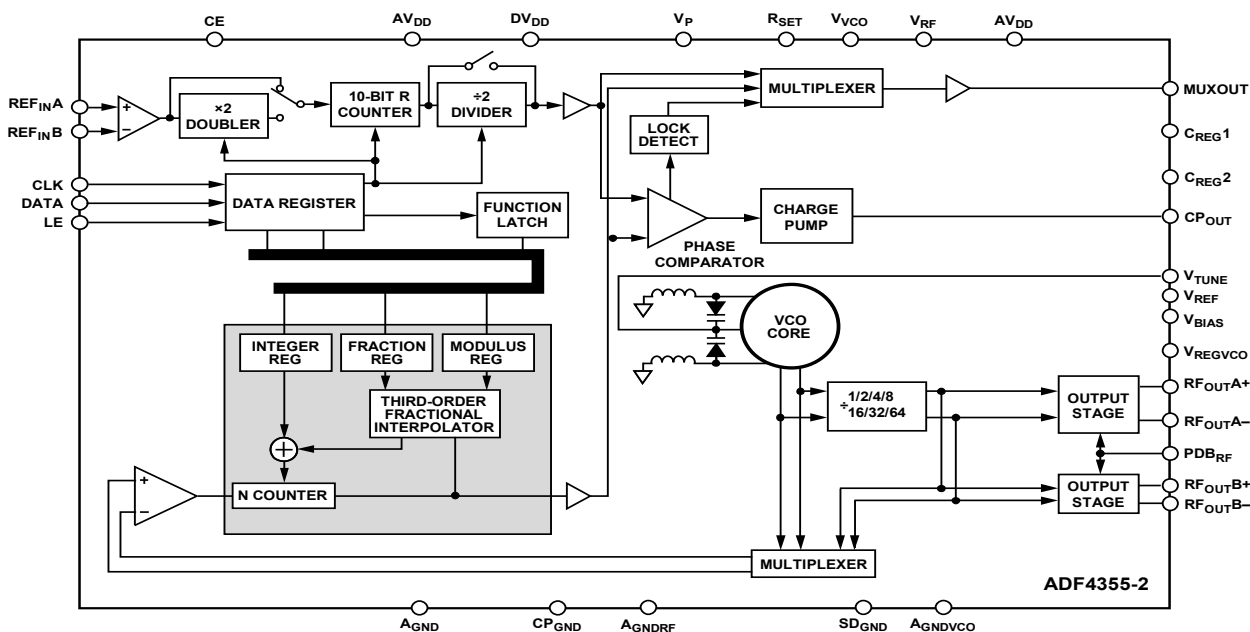 CE
AVDD
DVDD
VP
RSET
VVCO
VRF
AVDD
REFINA
REFINB
×2
DOUBLER
10-BIT R
COUNTER
÷2
DIVIDER
MULTIPLEXER
MUXOUT
LOCK
DETECT
CREG1
CREG2
CLK
DATA
LE
DATA REGISTER
FUNCTION
LATCH
CHARGE
PUMP
CPOUT
PHASE
COMPARATOR
VTUNE
VREF
VBIAS
VREGVCO
VCO
CORE
INTEGER
REG
FRACTION
REG
MODULUS
REG
THIRD-ORDER
FRACTIONAL
INTERPOLATOR
÷
1/2/4/8
16/32/64
OUTPUT
STAGE
RFOUTA+
RFOUTA–
PDBRF
OUTPUT
STAGE
RFOUTB+
RFOUTB–
N COUNTER
MULTIPLEXER
ADF4355-2
AGND
CPGND
AGNDRF
SDGND
AGNDVCO